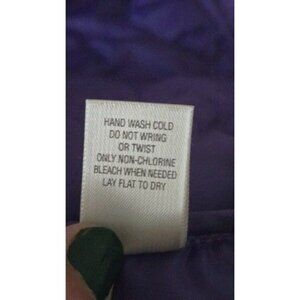 HAND WASH COLD
DO NOT WRING
OR TWIST
ONLY NON-CHLORINE
BLEACH WHEN NEEDED
LAY FLAT TO DRY